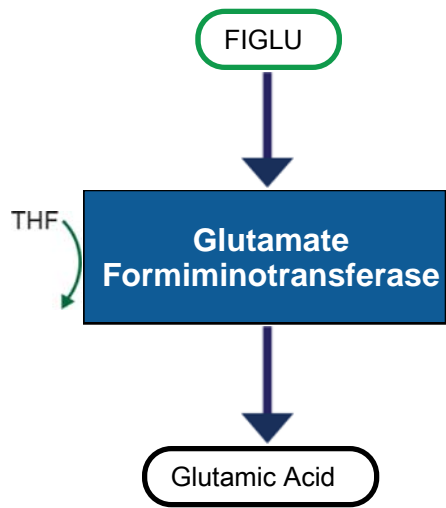 FIGLU
THF
Glutamate
Formiminotransferase
Glutamic Acid